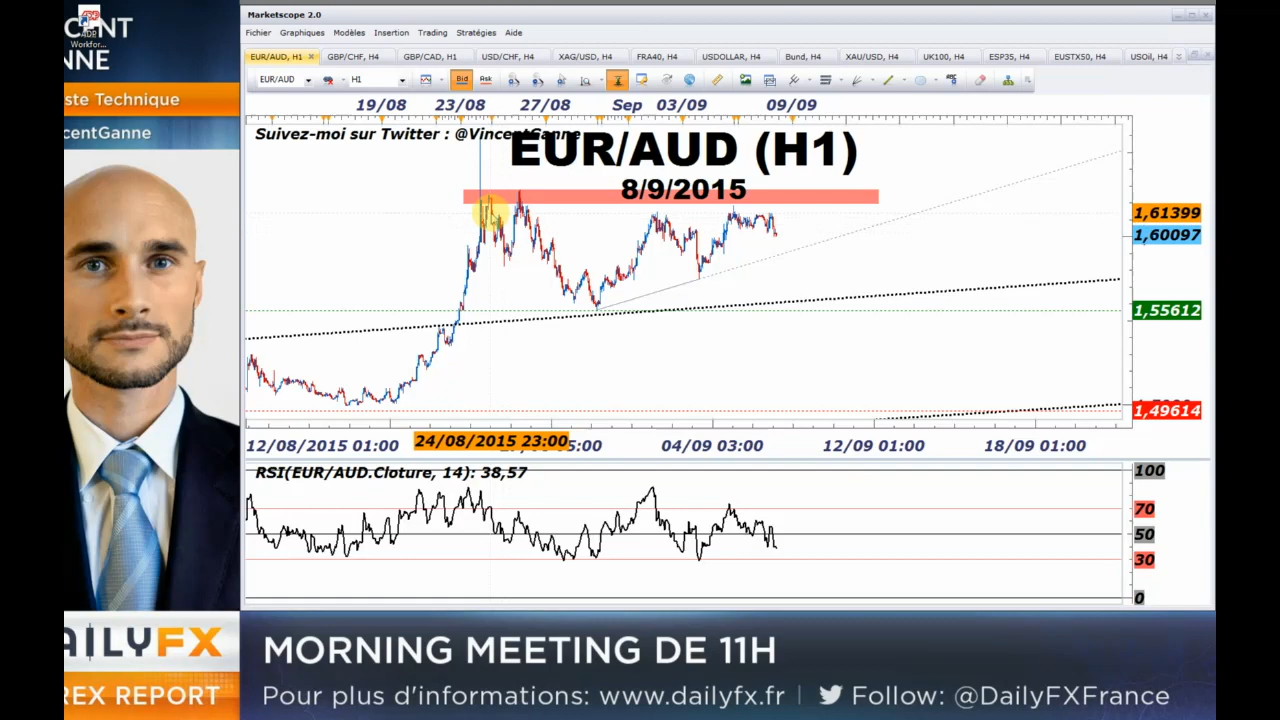 CENT
NNE
ADP
Workfor...
ste Technique
centGanne
Marketscope 2.0
Fichier Graphiques Modèles Insertion Trading Stratégies Aide
EUR/AUD, H1 GBP/CHF, H4 GBP/CAD, H1 USD/CHF, H4 XAG/USD, H4 FRA40, H4 USDOLLAR, H4 Bund, H4 XAU/USD, H4 UK100, H4 ESP35, H4 EUSTX50, H4 USOil, H4
EUR/AUD H1 Bid Ask ABC
19/08 23/08 27/08 Sep 03/09 09/09
Suivez-moi sur Twitter : @VincentGanne
EUR/AUD (H1)
8/9/2015
1,61399
1,60097
1,55612
1,49614
12/08/2015 01:00 24/08/2015 23:00 04/09 03:00 12/09 01:00 18/09 01:00
RSI(EUR/AUD.Cloture, 14): 38,57
100
70
50
30
0
AILYFX
REX REPORT
MORNING MEETING DE 11H
Pour plus d'informations: www.dailyfx.fr | Follow: @DailyFXFrance